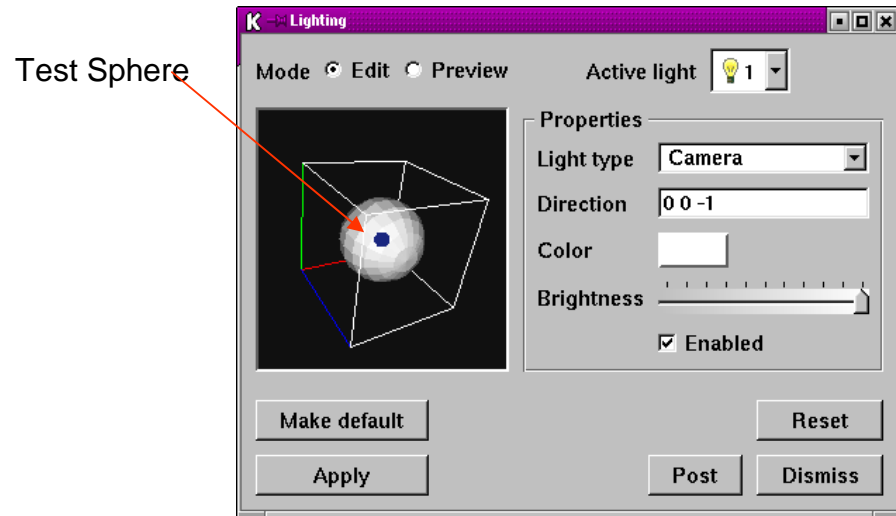 Lighting
Test Sphere
Mode Edit Preview
Active light 1
Properties
Light type Camera
Direction 0 0 -1
Color
Brightness
Enabled
Make default
Reset
Apply
Post
Dismiss